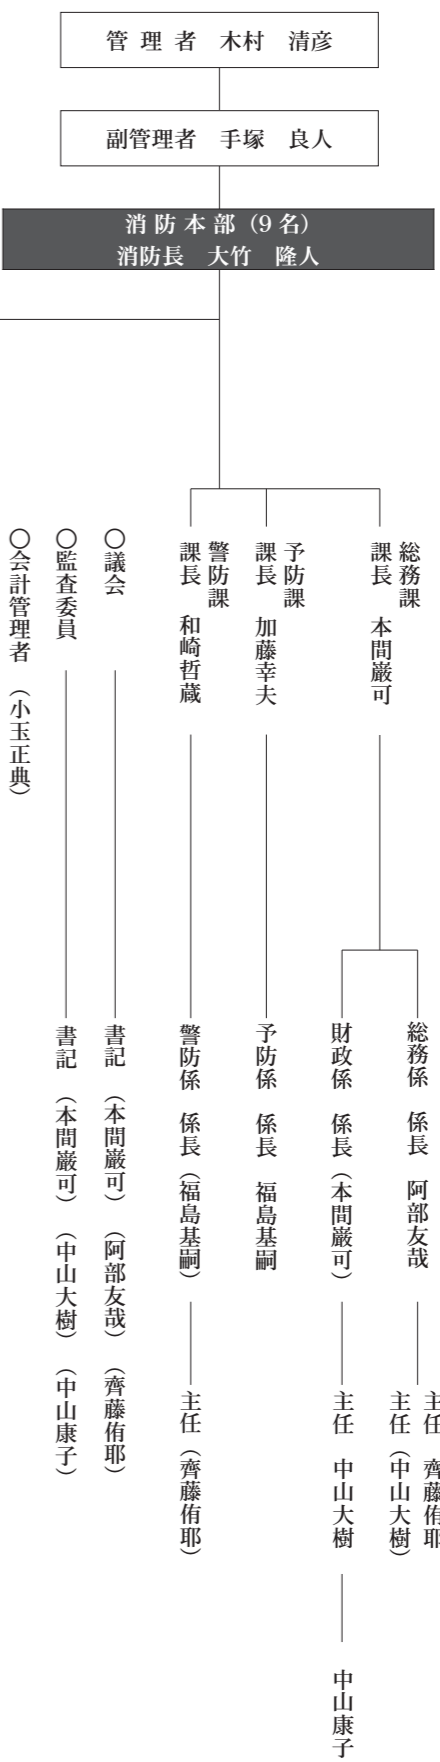 管理者 木村 清彦
副管理者 手塚 良人
消防本部（9名）
消防長 大竹 隆人
総務課
課長 本間巌可
総務係 係長 阿部友哉
主任 齊藤侑耶
主任（中山大樹）
財政係 係長（本間巌可）
主任 中山大樹
中山康子
予防課
課長 加藤幸夫
予防係 係長 福島基嗣
警防課
課長 和崎哲蔵
警防係 係長（福島基嗣）
主任（齊藤侑耶）
〇議会
書記（本間巌可）（阿部友哉）（齊藤侑耶）
〇監査委員
書記（本間巌可）（中山大樹）（中山康子）
〇会計管理者（小玉正典）